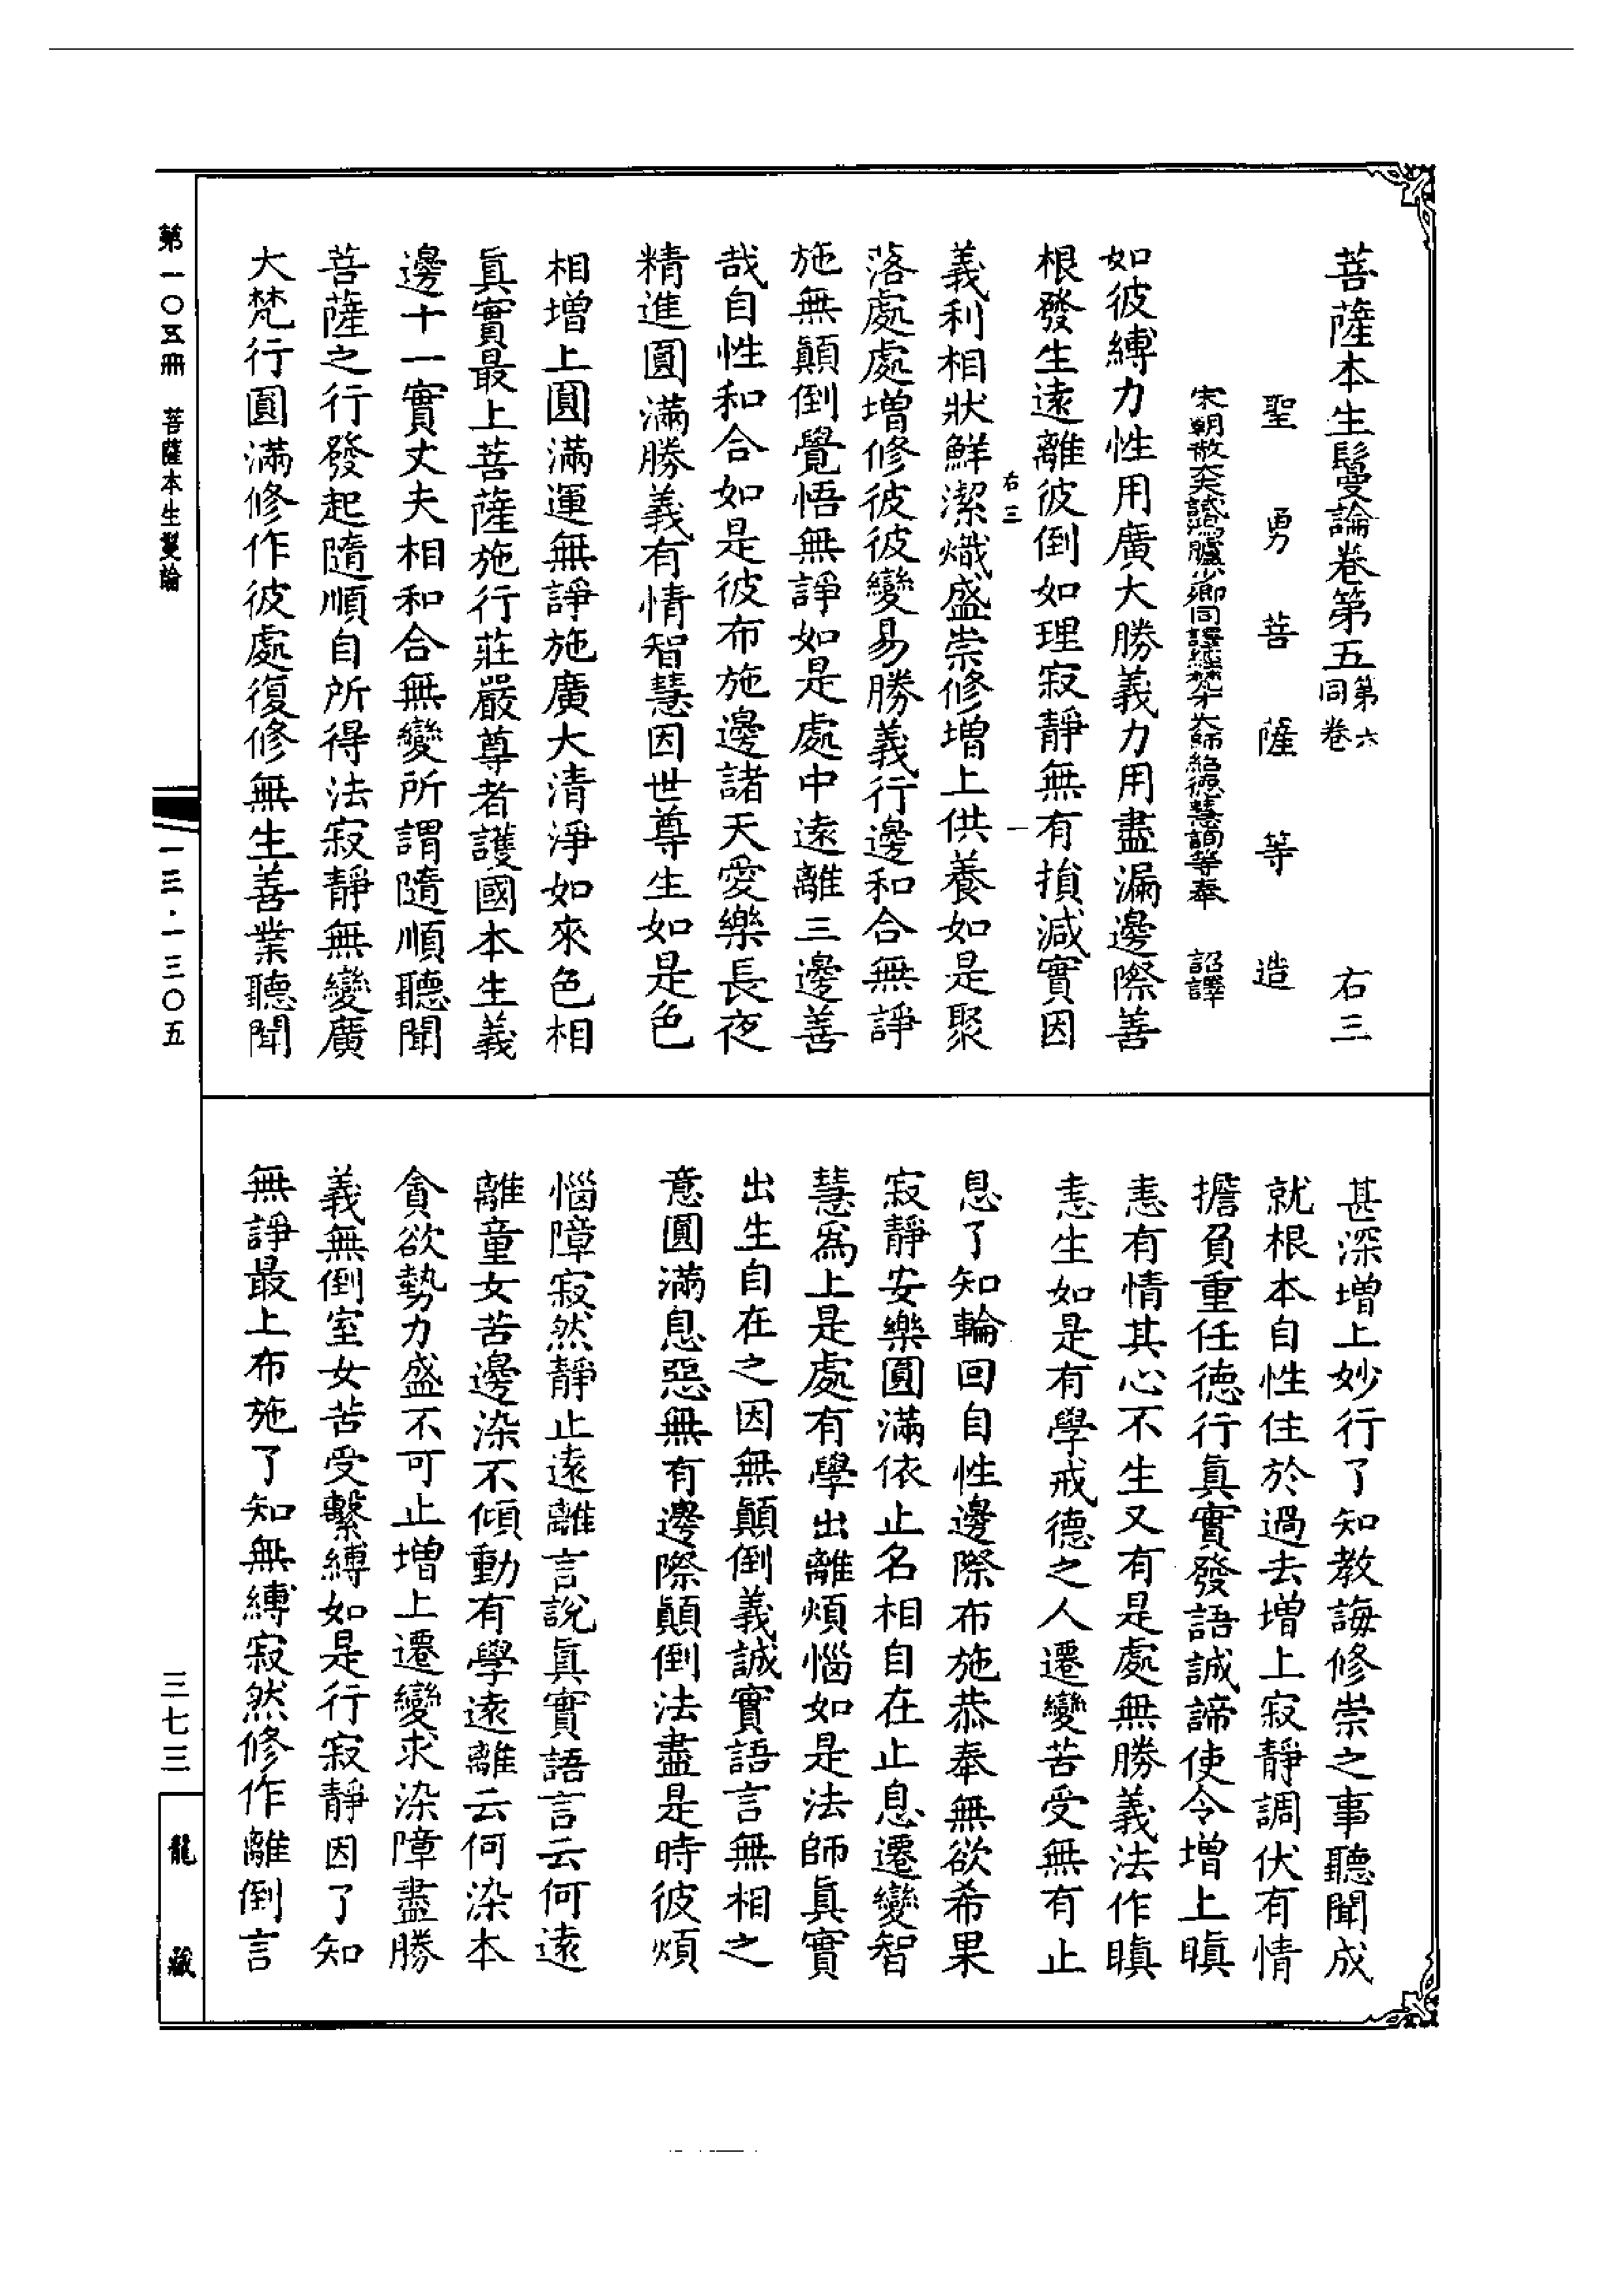 菩薩本生鬘論卷第五 第六同卷 右三
聖勇菩薩等造
宋朝散大夫試鴻臚少卿同譯經梵才大師紹德慧詢等奉 詔譯
如彼縛力性用廣大勝義力用盡漏邊際善
根發生遠離彼倒如理寂靜無有損減實因
右三 一
義利相狀鮮潔熾盛崇修增上供養如是聚
落處處增修彼彼變易勝義行邊和合無諍
施無顛倒覺悟無諍如是處中遠離三邊善
哉自性和合如是彼布施邊諸天愛樂長夜
精進圓滿勝義有情智慧因世尊生如是色
相增上圓滿運無諍施廣大清淨如來色相
眞實最上菩薩施行莊嚴尊者護國本生義
邊十一實丈夫相和合無變所謂隨順聽聞
菩薩之行發起隨順自所得法寂靜無變廣
大梵行圓滿修作彼處復修無生善業聽聞
甚深增上妙行了知教誨修崇之事聽聞成
就根本自性住於過去增上寂靜調伏有情
擔負重任德行眞實發語誠諦使令增上瞋
恚有情其心不生又有是處無勝義法作瞋
恚生如是有學戒德之人遷變苦受無有止
息了知輪回自性邊際布施恭奉無欲希果
寂靜安樂圓滿依止名相自在止息遷變智
慧爲上是處有學出離煩惱如是法師眞實
出生自在之因無顛倒義誠實語言無相之
意圓滿息惡無有邊際顛倒法盡是時彼煩
惱障寂然靜止遠離言說眞實語言云何遠
離童女苦邊染不傾動有學遠離云何染本
貪欲勢力盛不可止增上遷變求染障盡勝
義無倒室女苦受繫縛如是行寂靜因了知
無諍最上布施了知無縛寂然修作離倒言
第一〇五冊 菩薩本生鬘論
一三·一三〇五
三七三
龍藏